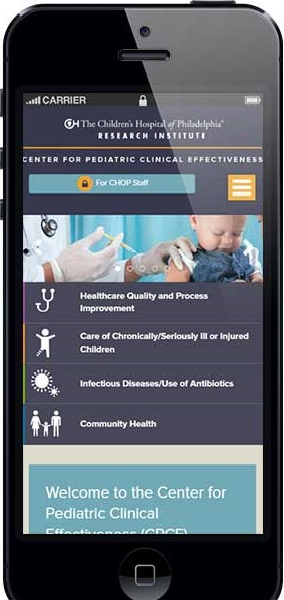 CARRIER
CH The Children's Hospital of Philadelphia®
RESEARCH INSTITUTE
CENTER FOR PEDIATRIC CLINICAL EFFECTIVENESS
For CHOP Staff
Healthcare Quality and Process
Improvement
Care of Chronically/Seriously Ill or Injured
Children
Infectious Diseases/Use of Antibiotics
Community Health
Welcome to the Center for
Pediatric Clinical
Effectiveness (CPCE)